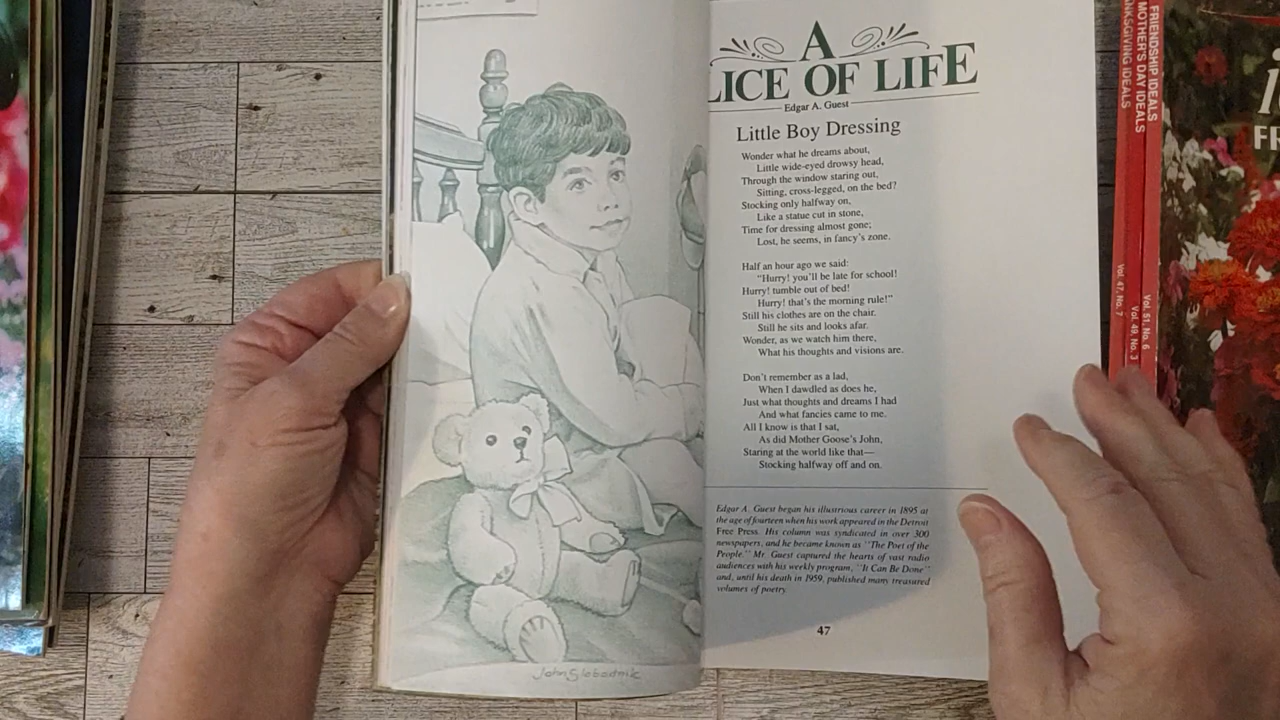 A
LICE OF LIFE
Edgar A. Guest
Little Boy Dressing
Wonder what he dreams about,
Little wide-eyed drowsy head,
Through the window staring out,
Sitting, cross-legged, on the bed?
Stocking only halfway on,
Like a statue cut in stone,
Time for dressing almost gone;
Lost, he seems, in fancy's zone.
Half an hour ago we said:
"Hurry! you'll be late for school!
Hurry! tumble out of bed!
Hurry! that's the morning rule!"
Still his clothes are on the chair.
Still he sits and looks afar.
Wonder, as we watch him there,
What his thoughts and visions are.
Don't remember as a lad,
When I dawdled as does he,
Just what thoughts and dreams I had
And what fancies came to me.
All I know is that I sat,
As did Mother Goose's John,
Staring at the world like that—
Stocking halfway off and on.
Edgar A. Guest began his illustrious career in 1895 at
the age of fourteen when his work appeared in the Detroit
Free Press. His column was syndicated in over 300
newspapers, and he became known as "The Poet of the
People." Mr. Guest captured the hearts of vast radio
audiences with his weekly program, "It Can Be Done"
and, until his death in 1959, published many treasured
volumes of poetry.
47
John Slobodnik
FRIENDSHIP IDEALS
Vol. 51, No. 6
MOTHER'S DAY IDEALS
Vol. 49, No. 3
NKSGIVING IDEALS
Vol. 47, No. 7
i
FR